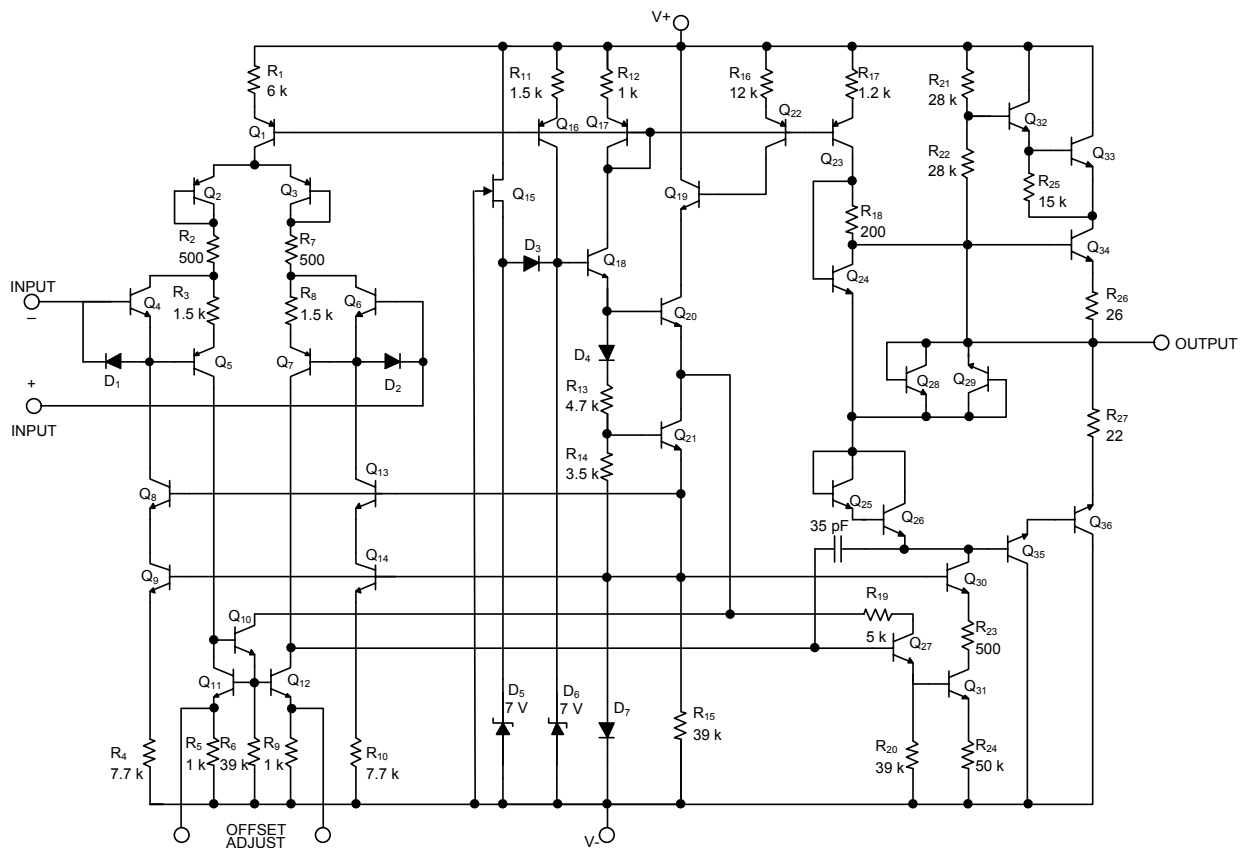 V+
R1
6 k
R11
1.5 k
R12
1 k
R16
12 k
R17
1.2 k
R21
28 k
Q32
Q1
Q16
Q17
Q22
Q23
Q33
R22
28 k
R25
15 k
Q2
Q3
Q15
Q19
R18
200
R2
500
R7
500
D3
Q18
Q24
Q34
INPUT
–
Q4
R3
1.5 k
R8
1.5 k
Q6
Q20
R26
26
D1
Q5
Q7
D2
D4
Q28
Q29
OUTPUT
+
INPUT
R13
4.7 k
Q21
R27
22
R14
3.5 k
Q8
Q13
Q25
Q26
35 pF
Q35
Q36
Q9
Q14
Q30
Q10
R19
5 k
Q27
R23
500
Q11
Q12
Q31
D5
7 V
D6
7 V
D7
R15
39 k
R4
7.7 k
R5
1 k
R6
39 k
R9
1 k
R10
7.7 k
R20
39 k
R24
50 k
OFFSET
ADJUST
V-